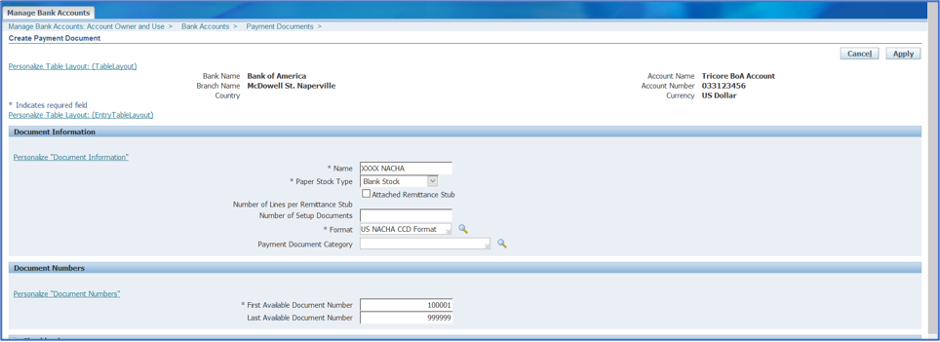 Manage Bank Accounts
Manage Bank Accounts: Account Owner and Use > Bank Accounts > Payment Documents >
Create Payment Document
Cancel Apply
Personalize Table Layout: (TableLayout)
Bank Name Bank of America Account Name Tricore BoA Account
Branch Name McDowell St. Naperville Account Number 033123456
Country Currency US Dollar
* Indicates required field
Personalize Table Layout: (EntryTableLayout)
Document Information
Personalize "Document Information"
* Name XXXX NACHA
* Paper Stock Type Blank Stock
Attached Remittance Stub
Number of Lines per Remittance Stub
Number of Setup Documents
* Format US NACHA CCD Format
Payment Document Category
Document Numbers
Personalize "Document Numbers"
* First Available Document Number 100001
Last Available Document Number 999999